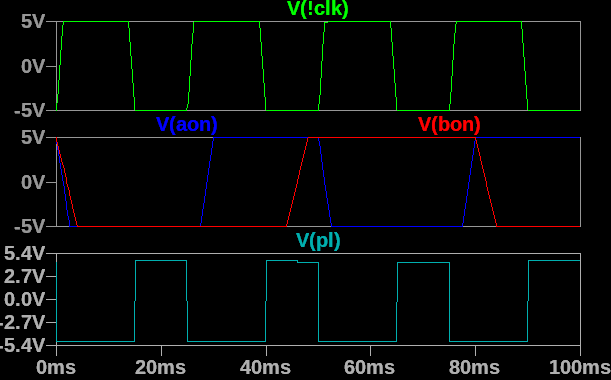 V(!clk)
5V
0V
-5V
V(aon) V(bon)
5V
0V
-5V
V(pl)
5.4V
2.7V
0.0V
-2.7V
-5.4V
0ms 20ms 40ms 60ms 80ms 100ms